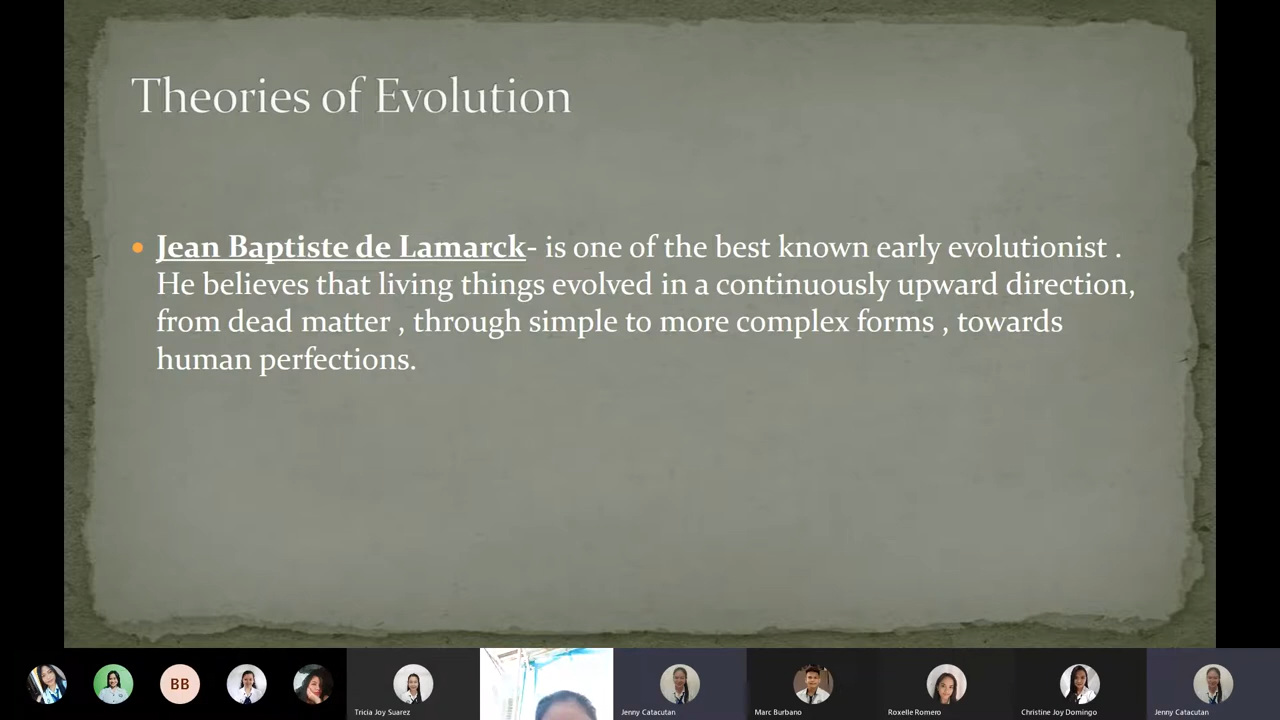 Theories of Evolution
Jean Baptiste de Lamarck- is one of the best known early evolutionist .
He believes that living things evolved in a continuously upward direction,
from dead matter , through simple to more complex forms , towards
human perfections.
BB
Tricia Joy Suarez
Jenny Catacutan
Marc Burbano
Roxelle Romero
Christine Joy Domingo
Jenny Catacutan